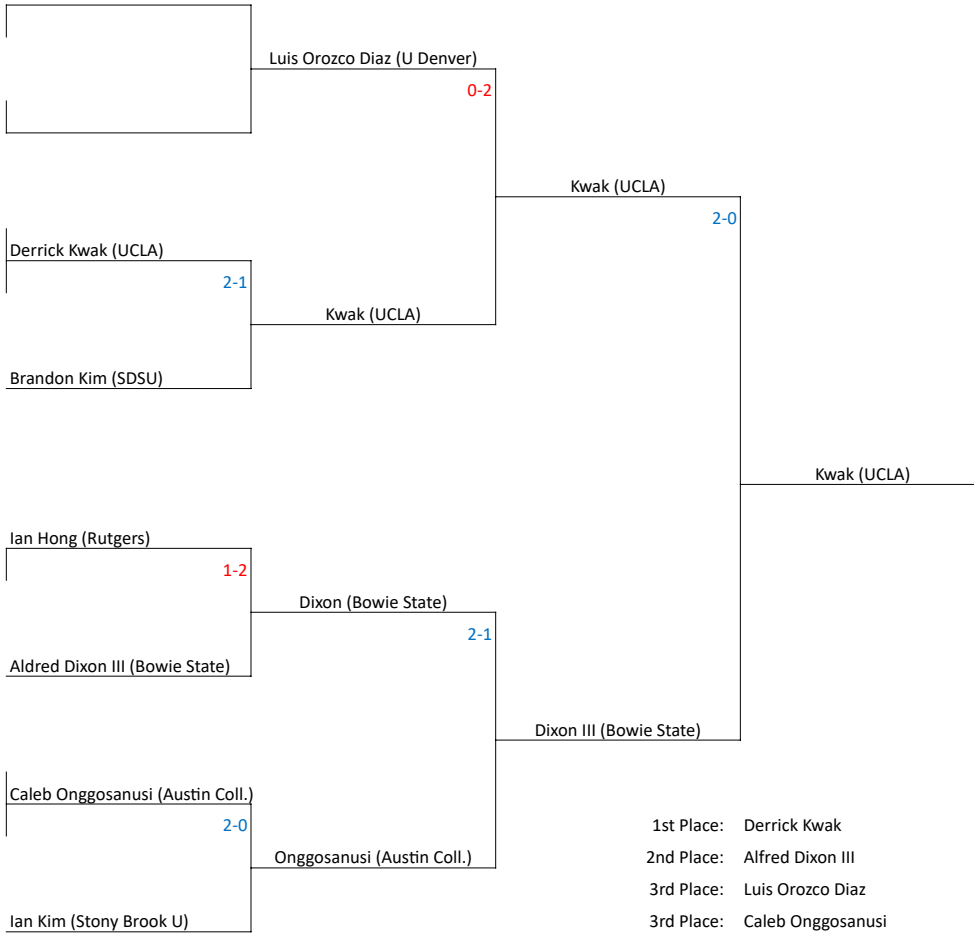 Luis Orozco Diaz (U Denver)
0-2
Kwak (UCLA)
2-0
Derrick Kwak (UCLA)
2-1
Kwak (UCLA)
Brandon Kim (SDSU)
Kwak (UCLA)
Ian Hong (Rutgers)
1-2
Dixon (Bowie State)
2-1
Aldred Dixon III (Bowie State)
Dixon III (Bowie State)
Caleb Onggosanusi (Austin Coll.)
2-0
Onggosanusi (Austin Coll.)
Ian Kim (Stony Brook U)
1st Place: Derrick Kwak
2nd Place: Alfred Dixon III
3rd Place: Luis Orozco Diaz
3rd Place: Caleb Onggosanusi